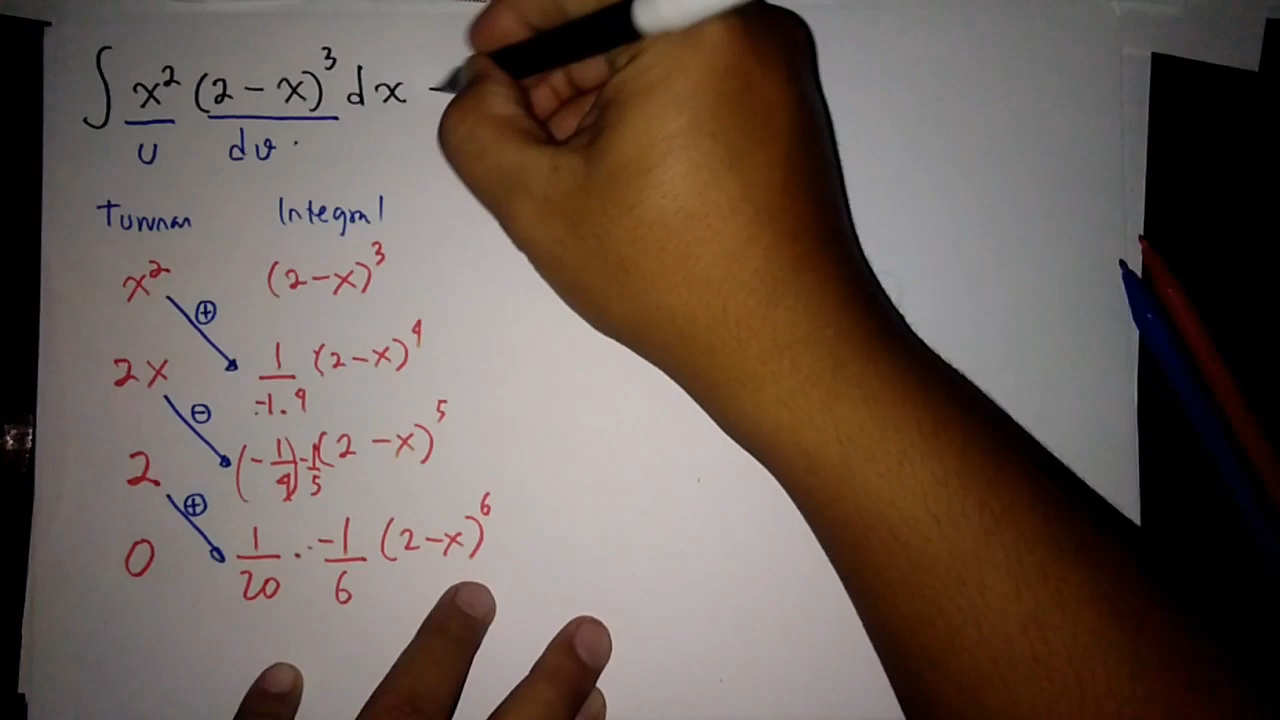 ∫ x² (2 - x)³ dx
u dv
Turunan Integral
x² (2-x)³
⊕
2x 1/-1.4 (2-x)⁴
⊖
2 (-1/4) -1/5 (2-x)⁵
⊕
0 1/20 · -1/6 (2-x)⁶